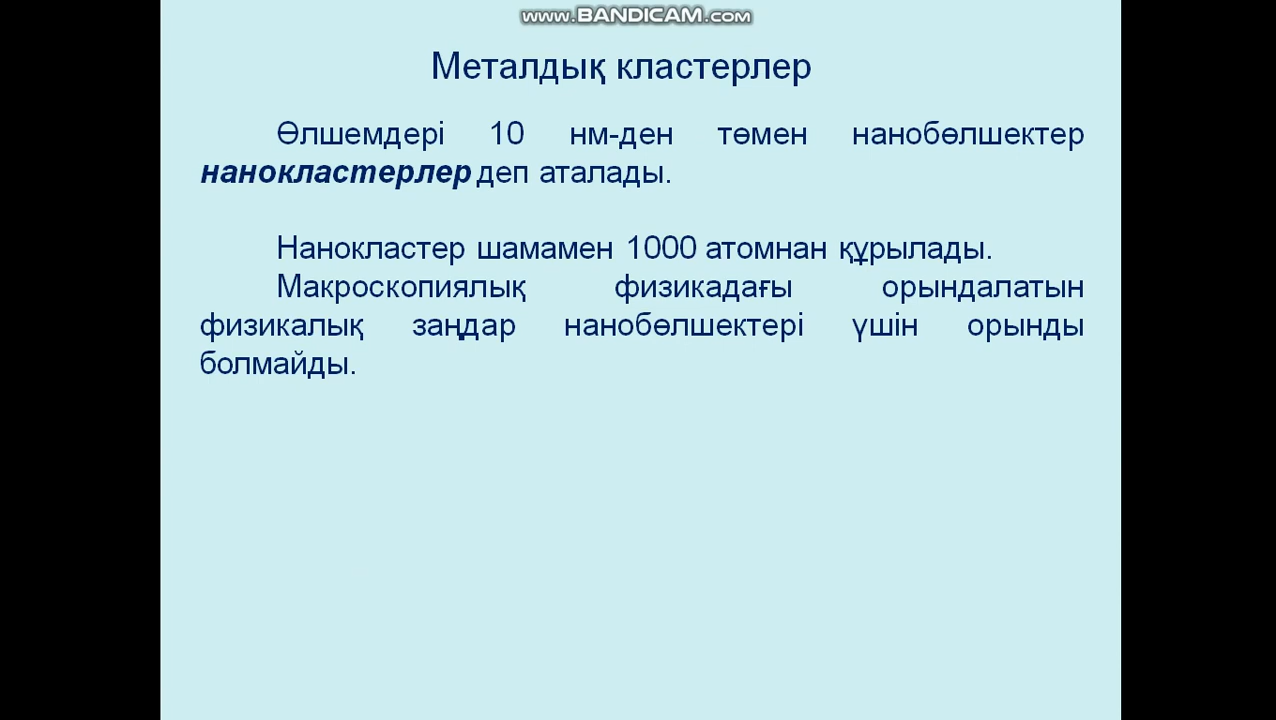 www.BANDICAM.com
Металдық кластерлер
Өлшемдері 10 нм-ден төмен нанобөлшектер
нанокластерлер деп аталады.
Нанокластер шамамен 1000 атомнан құрылады.
Макроскопиялық физикадағы орындалатын
физикалық заңдар нанобөлшектері үшін орынды
болмайды.